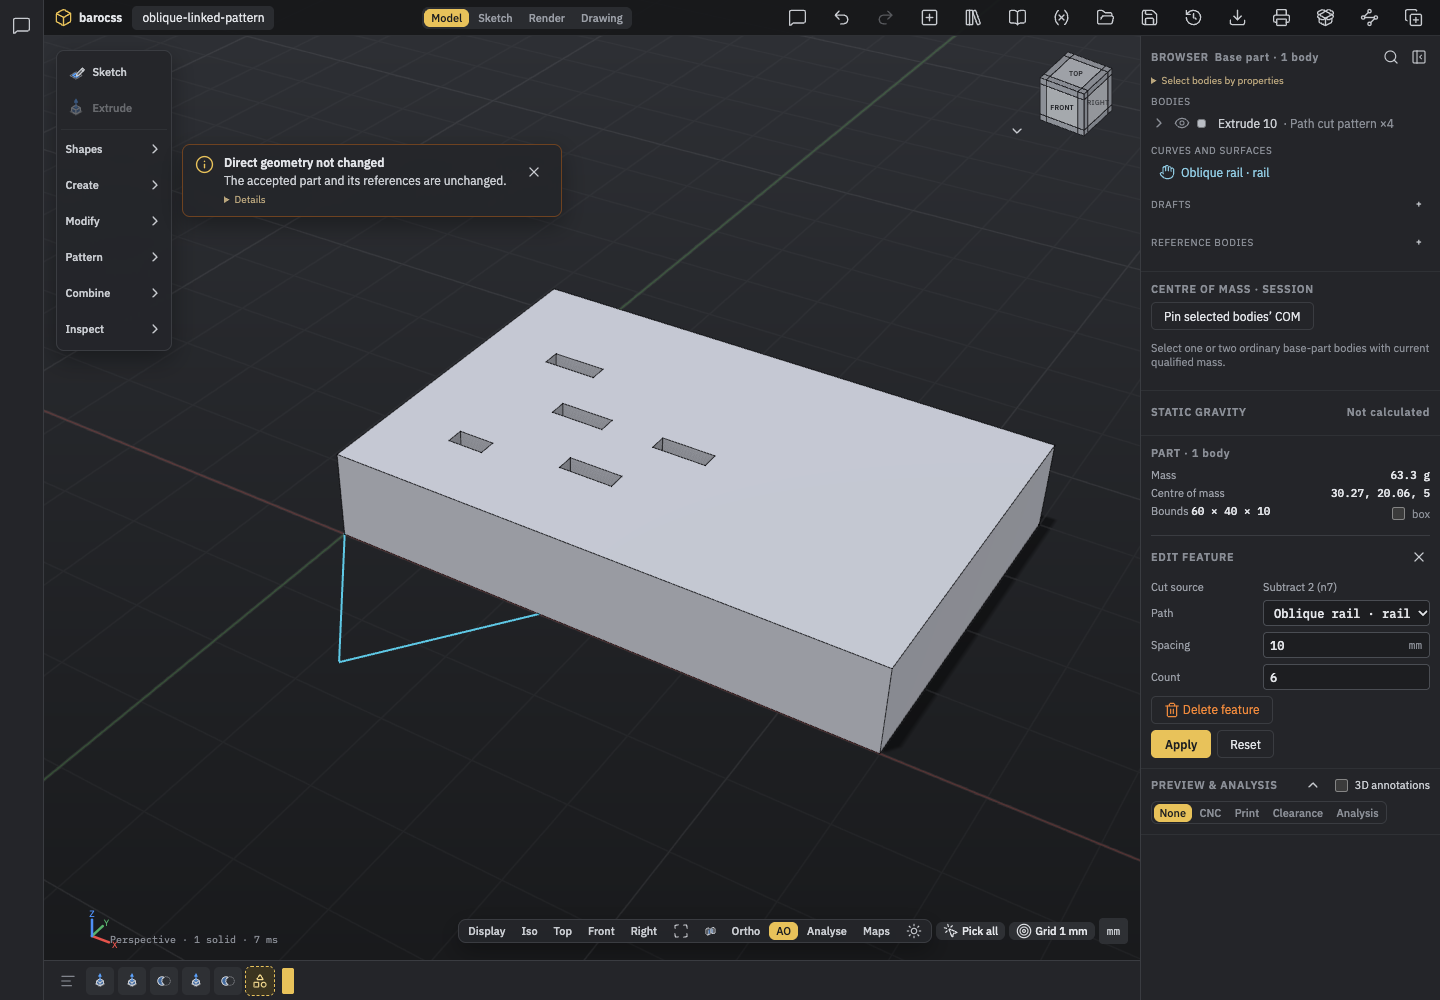 barocss
oblique-linked-pattern
Model Sketch Render Drawing
Sketch
Extrude
Shapes
Create
Modify
Pattern
Combine
Inspect
Direct geometry not changed
The accepted part and its references are unchanged.
Details
TOP
FRONT
RIGHT
BROWSER Base part · 1 body
Select bodies by properties
BODIES
Extrude 10 · Path cut pattern ×4
CURVES AND SURFACES
Oblique rail · rail
DRAFTS
REFERENCE BODIES
CENTRE OF MASS · SESSION
Pin selected bodies’ COM
Select one or two ordinary base-part bodies with current
qualified mass.
STATIC GRAVITY Not calculated
PART · 1 body
Mass 63.3 g
Centre of mass 30.27, 20.06, 5
Bounds 60 × 40 × 10 box
EDIT FEATURE
Cut source Subtract 2 (n7)
Path Oblique rail · rail
Spacing 10 mm
Count 6
Delete feature
Apply Reset
PREVIEW & ANALYSIS 3D annotations
None CNC Print Clearance Analysis
Z
Y
X
Perspective · 1 solid · 7 ms
Display Iso Top Front Right Ortho AO Analyse Maps Pick all Grid 1 mm mm